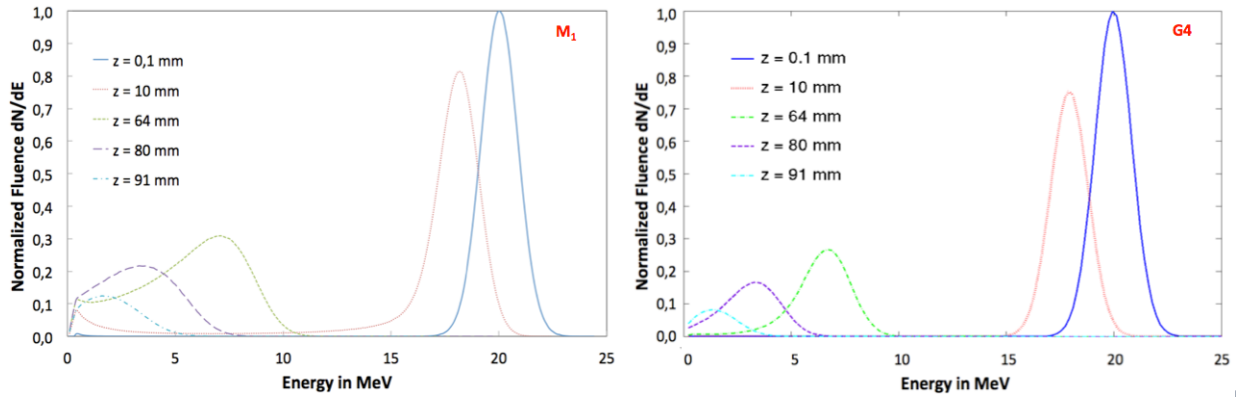 M1
1,0
0,9
0,8
0,7
0,6
0,5
0,4
0,3
0,2
0,1
0,0
Normalized Fluence dN/dE
z = 0,1 mm
z = 10 mm
z = 64 mm
z = 80 mm
z = 91 mm
0 5 10 15 20 25
Energy in MeV
G4
1,0
0,9
0,8
0,7
0,6
0,5
0,4
0,3
0,2
0,1
0,0
Normalized Fluence dN/dE
z = 0.1 mm
z = 10 mm
z = 64 mm
z = 80 mm
z = 91 mm
0 5 10 15 20 25
Energy in MeV